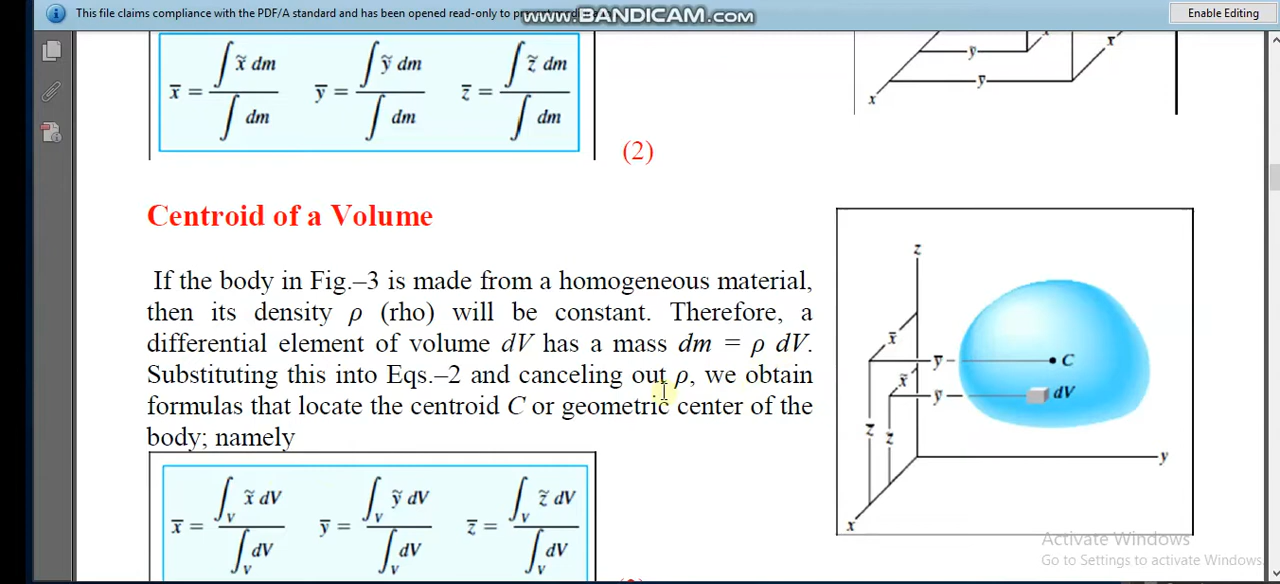 This file claims compliance with the PDF/A standard and has been opened read-only to pr
www.BANDICAM.com
Enable Editing
x̄ = ∫ x̃ dm / ∫ dm ȳ = ∫ ỹ dm / ∫ dm z̄ = ∫ z̃ dm / ∫ dm
(2)
ȳ x̄
ȳ
x
Centroid of a Volume
If the body in Fig.–3 is made from a homogeneous material,
then its density ρ (rho) will be constant. Therefore, a
differential element of volume dV has a mass dm = ρ dV.
Substituting this into Eqs.–2 and canceling out ρ, we obtain
formulas that locate the centroid C or geometric center of the
body; namely
x̄ = ∫V x̃ dV / ∫V dV ȳ = ∫V ỹ dV / ∫V dV z̄ = ∫V z̃ dV / ∫V dV
z
x̄
ȳ C
x̃
ỹ dV
z̄ z̃
y
x
Activate Windows
Go to Settings to activate Windows.